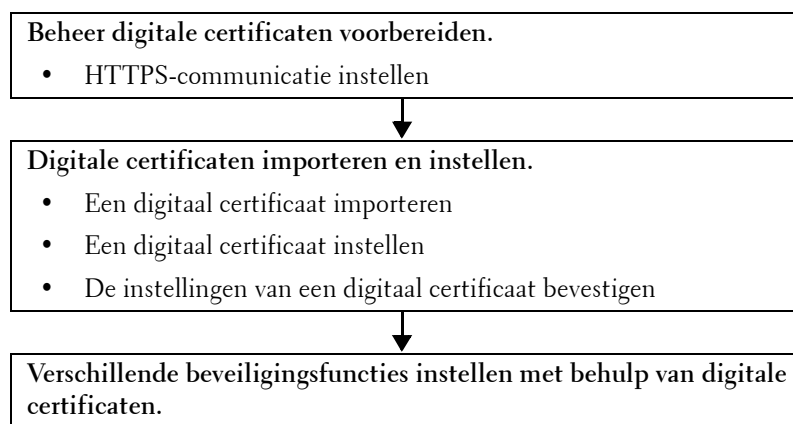 Beheer digitale certificaten voorbereiden.
• HTTPS-communicatie instellen
Digitale certificaten importeren en instellen.
• Een digitaal certificaat importeren
• Een digitaal certificaat instellen
• De instellingen van een digitaal certificaat bevestigen
Verschillende beveiligingsfuncties instellen met behulp van digitale
certificaten.